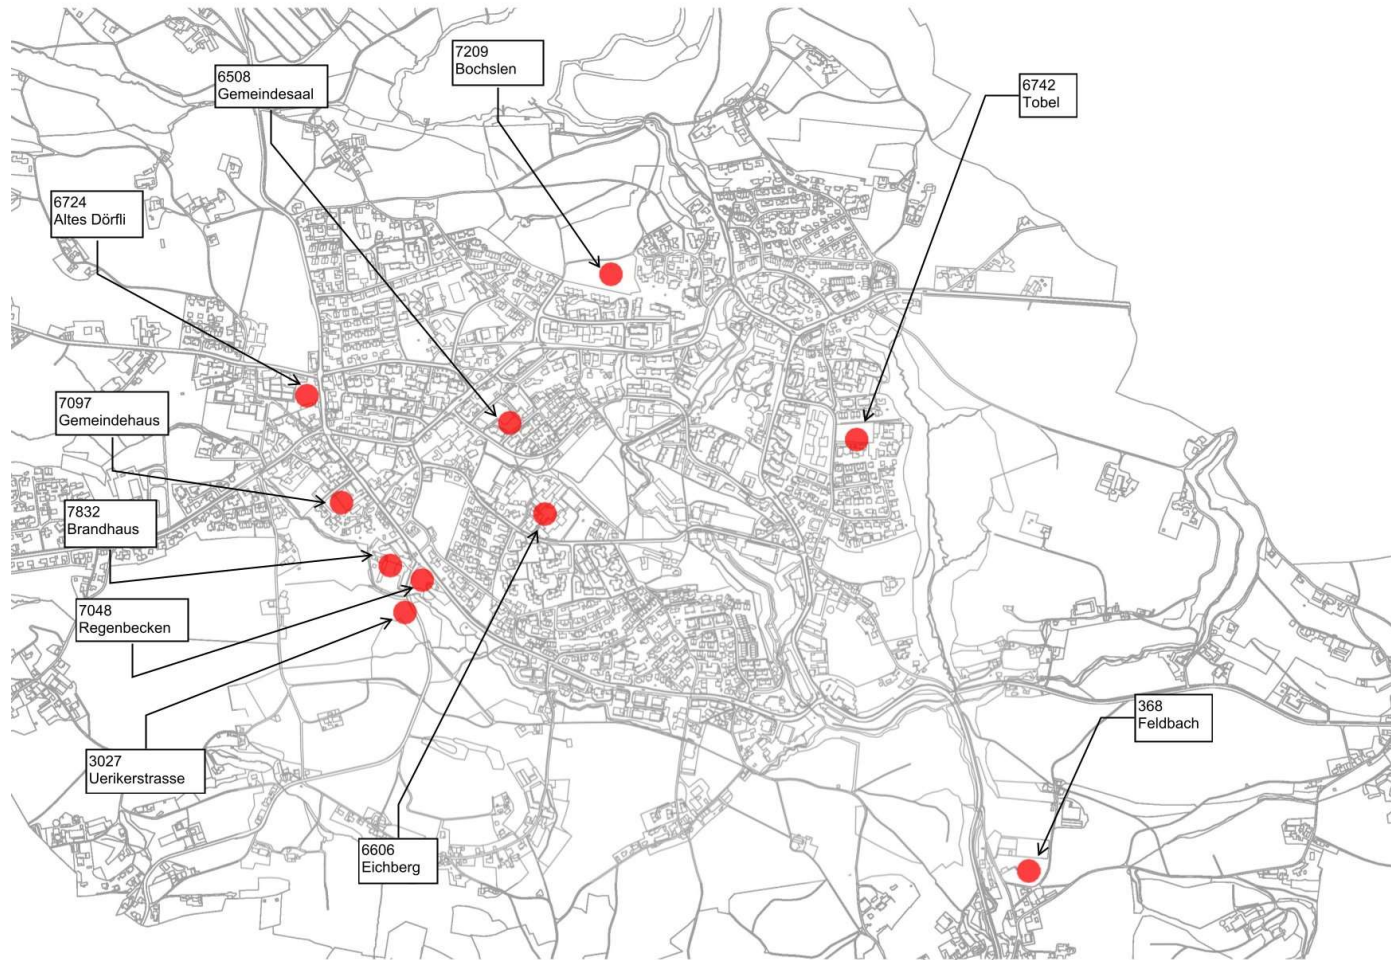 7209
Bochslen
6508
Gemeindesaal
6742
Tobel
6724
Altes Dörfli
7097
Gemeindehaus
7832
Brandhaus
7048
Regenbecken
368
Feldbach
3027
Uerikerstrasse
6606
Eichberg